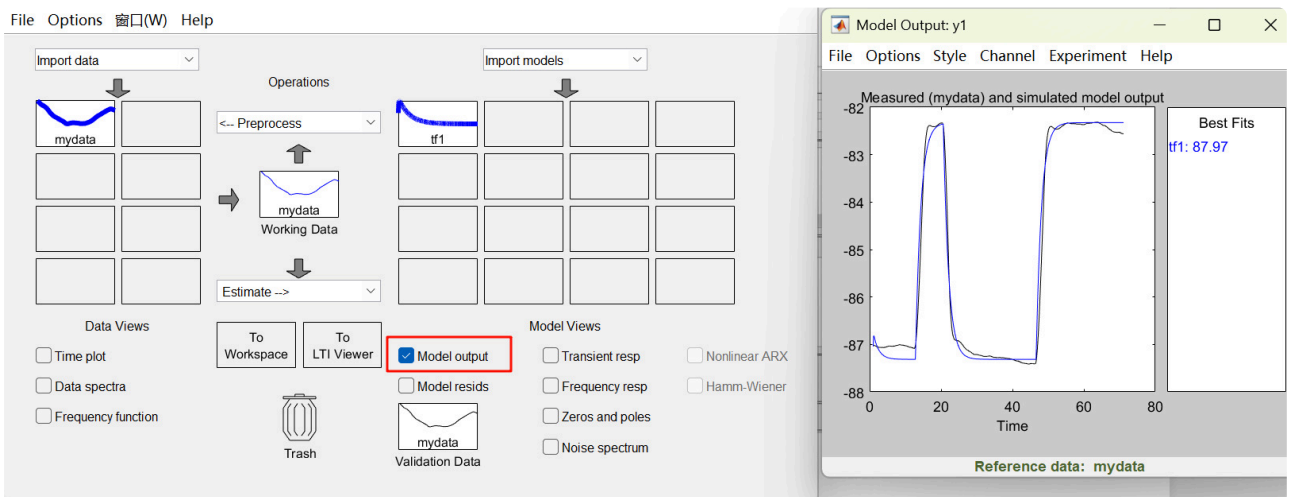 File Options 窗口(W) Help
Import data
Import models
Operations
mydata
<-- Preprocess
tf1
mydata
Working Data
Estimate -->
Data Views
To Workspace
To LTI Viewer
Model Views
Time plot
Model output
Transient resp
Nonlinear ARX
Data spectra
Model resids
Frequency resp
Hamm-Wiener
Frequency function
Zeros and poles
Trash
mydata
Validation Data
Noise spectrum
Model Output: y1
File Options Style Channel Experiment Help
Measured (mydata) and simulated model output
-82
-83
-84
-85
-86
-87
-88
0 20 40 60 80
Time
Best Fits
tf1: 87.97
Reference data: mydata